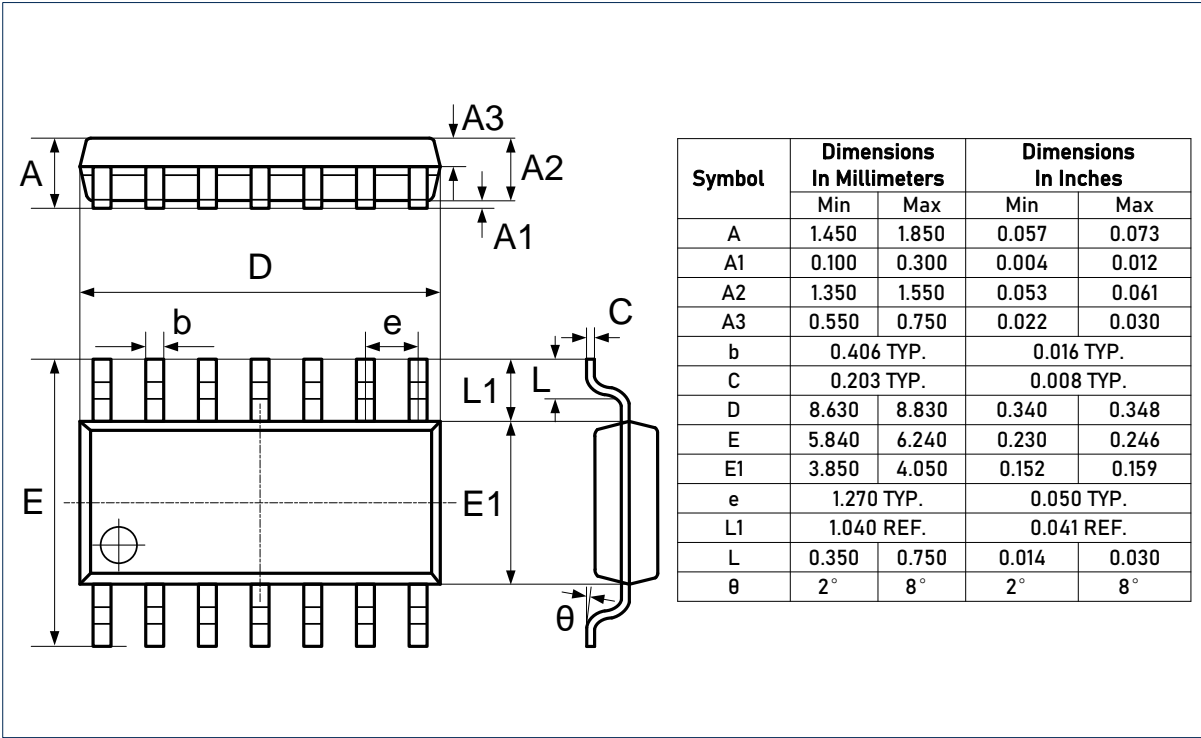 A3
A
A2
A1
D
b
e
C
L1
L
E
E1
θ
Symbol Dimensions In Millimeters Dimensions In Inches
Min Max Min Max
A 1.450 1.850 0.057 0.073
A1 0.100 0.300 0.004 0.012
A2 1.350 1.550 0.053 0.061
A3 0.550 0.750 0.022 0.030
b 0.406 TYP. 0.016 TYP.
C 0.203 TYP. 0.008 TYP.
D 8.630 8.830 0.340 0.348
E 5.840 6.240 0.230 0.246
E1 3.850 4.050 0.152 0.159
e 1.270 TYP. 0.050 TYP.
L1 1.040 REF. 0.041 REF.
L 0.350 0.750 0.014 0.030
θ 2° 8° 2° 8°